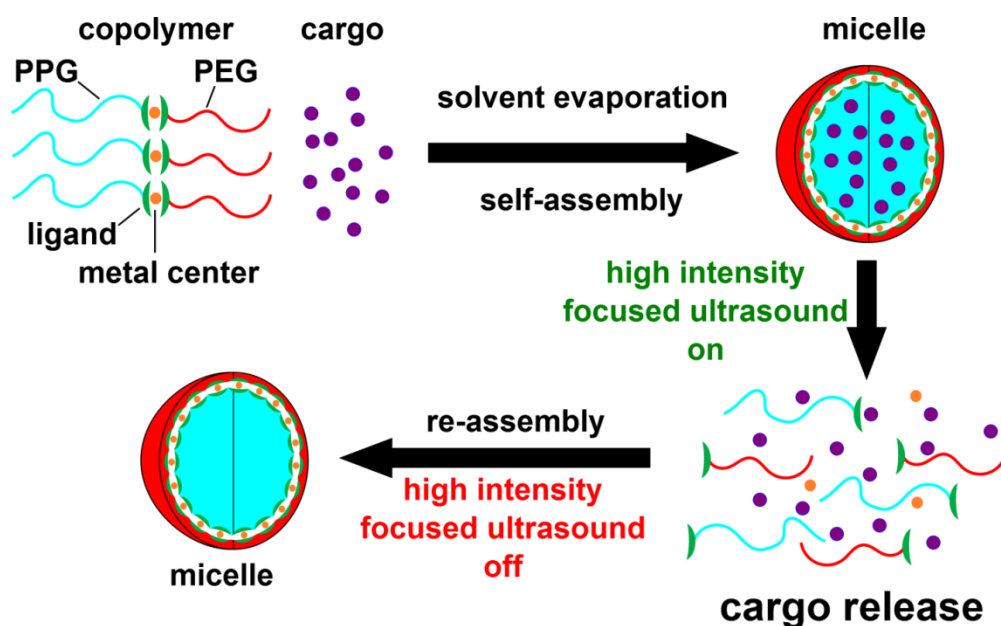 copolymer
cargo
PPG
PEG
ligand
metal center
solvent evaporation
self-assembly
micelle
high intensity
focused ultrasound
on
cargo release
re-assembly
high intensity
focused ultrasound
off
micelle